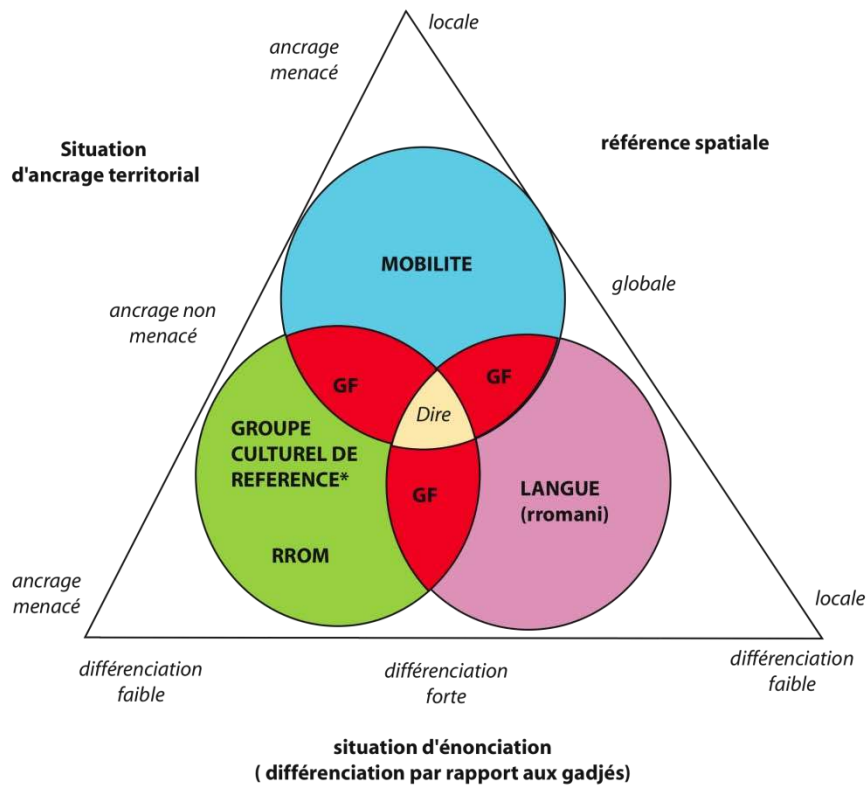 locale
ancrage
menacé
Situation
d'ancrage territorial
référence spatiale
MOBILITE
globale
ancrage non
menacé
GF
GF
Dire
GROUPE
CULTUREL DE
REFERENCE*
GF
LANGUE
(rromani)
RROM
ancrage
menacé
locale
différenciation
faible
différenciation
forte
différenciation
faible
situation d'énonciation
( différenciation par rapport aux gadjés)